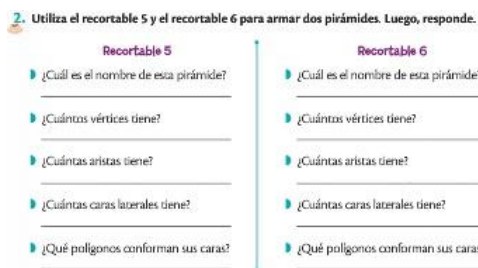 2. Utiliza el recortable 5 y el recortable 6 para armar dos pirámides. Luego, responde.
Recortable 5
¿Cuál es el nombre de esta pirámide?
¿Cuántos vértices tiene?
¿Cuántas aristas tiene?
¿Cuántas caras laterales tiene?
¿Qué polígonos conforman sus caras?
Recortable 6
¿Cuál es el nombre de esta pirámide
¿Cuántos vértices tiene?
¿Cuántas aristas tiene?
¿Cuántas caras laterales tiene?
¿Qué polígonos conforman sus caras